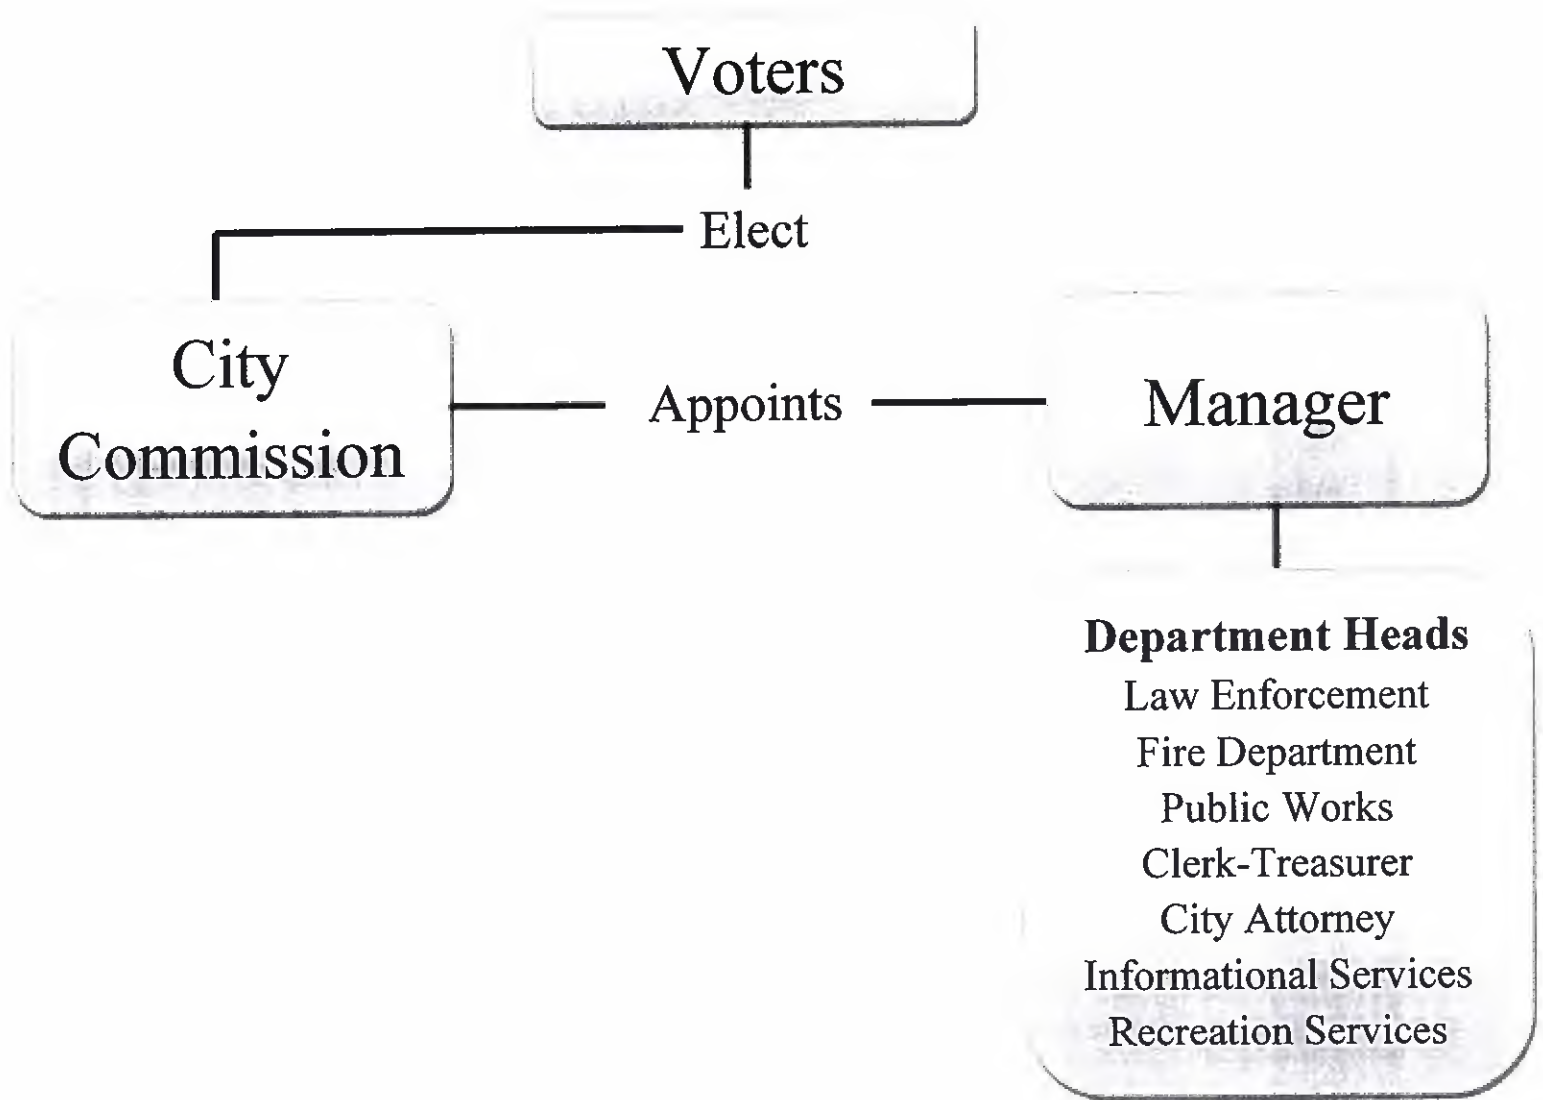 Voters
Elect
City
Commission
Appoints
Manager
Department Heads
Law Enforcement
Fire Department
Public Works
Clerk-Treasurer
City Attorney
Informational Services
Recreation Services